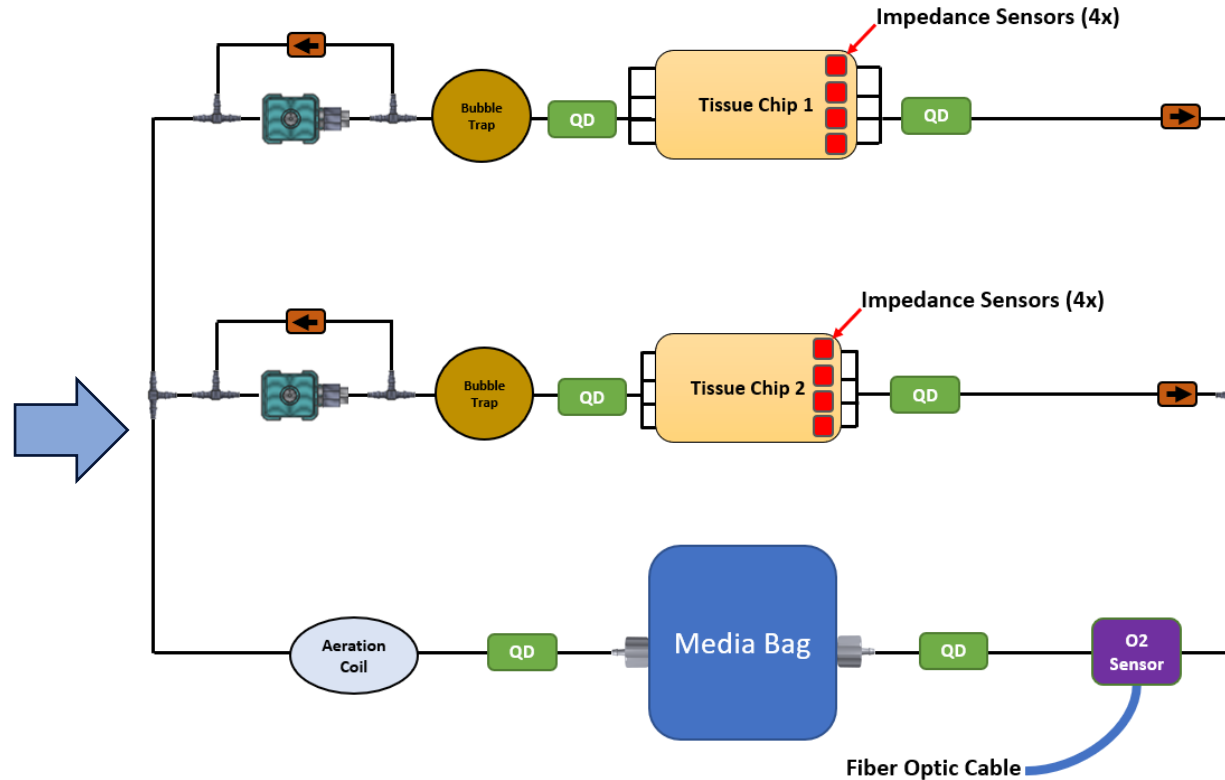 Impedance Sensors (4x)
Bubble
Trap
QD
Tissue Chip 1
QD
Impedance Sensors (4x)
Bubble
Trap
QD
Tissue Chip 2
QD
Aeration
Coil
QD
Media Bag
QD
O2
Sensor
Fiber Optic Cable